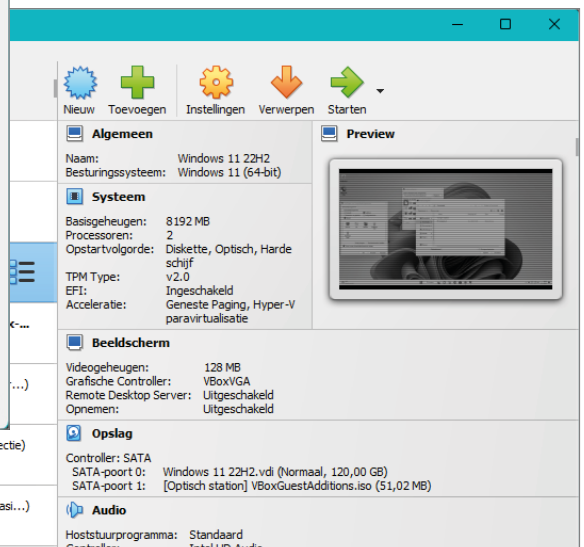 Nieuw Toevoegen Instellingen Verwerpen Starten
Algemeen
Naam: Windows 11 22H2
Besturingssysteem: Windows 11 (64-bit)
Preview
Systeem
Basisgeheugen: 8192 MB
Processoren: 2
Opstartvolgorde: Diskette, Optisch, Harde
schijf
TPM Type: v2.0
EFI: Ingeschakeld
Acceleratie: Geneste Paging, Hyper-V
paravirtualisatie
Beeldscherm
Videogeheugen: 128 MB
Grafische Controller: VBoxVGA
Remote Desktop Server: Uitgeschakeld
Opnemen: Uitgeschakeld
Opslag
Controller: SATA
SATA-poort 0: Windows 11 22H2.vdi (Normaal, 120,00 GB)
SATA-poort 1: [Optisch station] VBoxGuestAdditions.iso (51,02 MB)
Audio
Hoststuurprogramma: Standaard